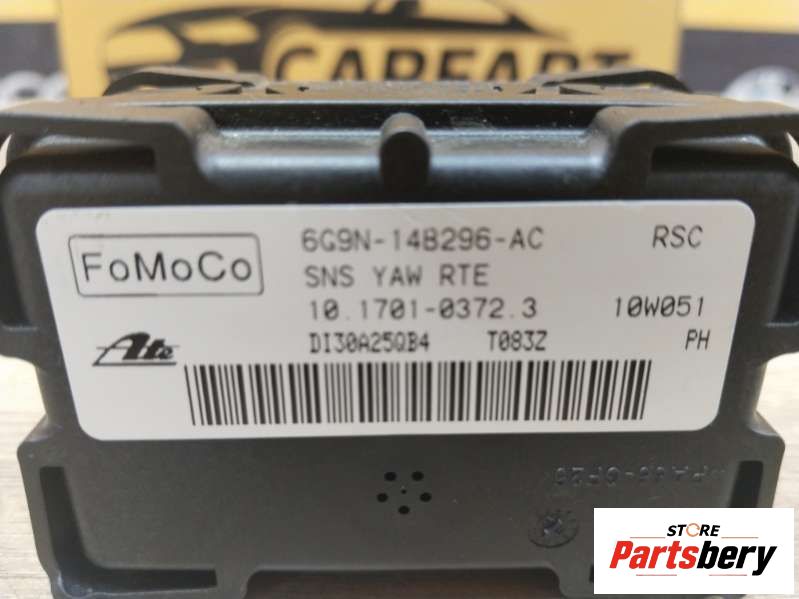 CARFART
FoMoCo
6G9N-14B296-AC RSC
SNS YAW RTE
10.1701-0372.3 10W051
DI30A25QB4 T083Z PH
Ate
STORE
Partsbery